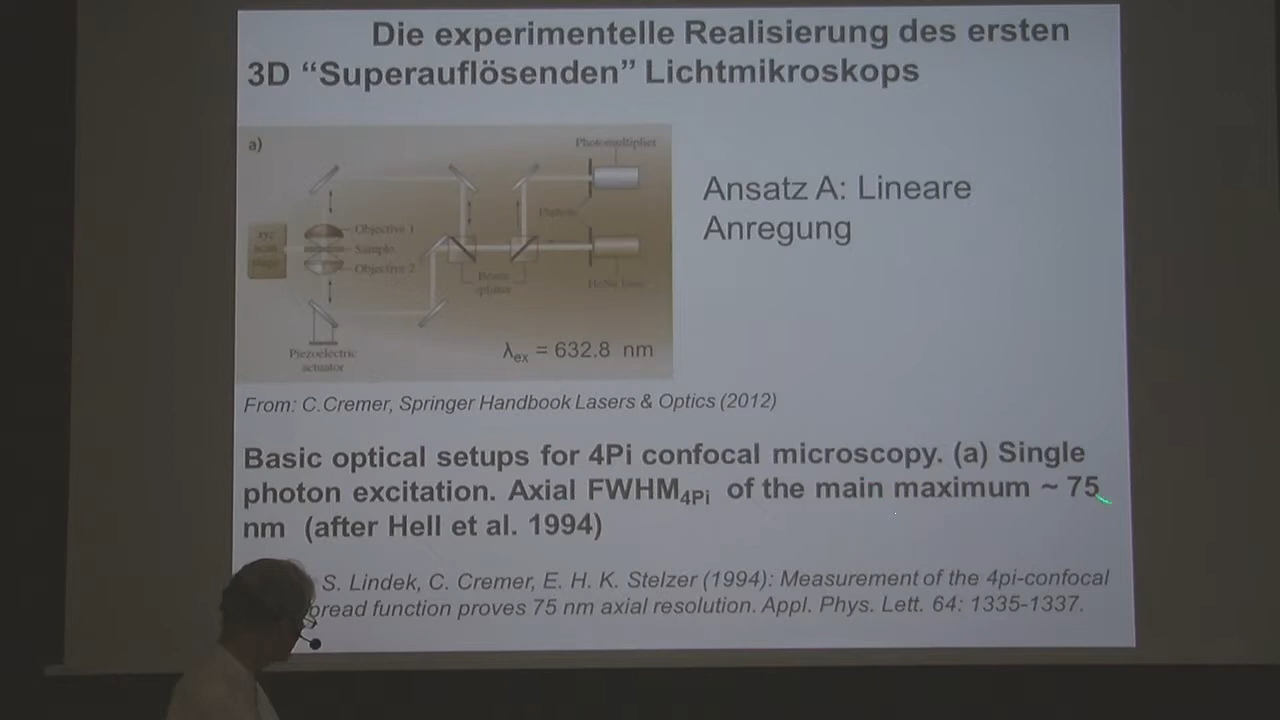 Die experimentelle Realisierung des ersten
3D “Superauflösenden” Lichtmikroskops
a)
Photomultiplier
Objective 1
Sample
Objective 2
Beam
HeNe laser
Piezoelectric
actuator
λex = 632.8 nm
Ansatz A: Lineare
Anregung
From: C.Cremer, Springer Handbook Lasers & Optics (2012)
Basic optical setups for 4Pi confocal microscopy. (a) Single
photon excitation. Axial FWHM4Pi of the main maximum ~ 75
nm (after Hell et al. 1994)
S. Lindek, C. Cremer, E. H. K. Stelzer (1994): Measurement of the 4pi-confocal
function proves 75 nm axial resolution. Appl. Phys. Lett. 64: 1335-1337.